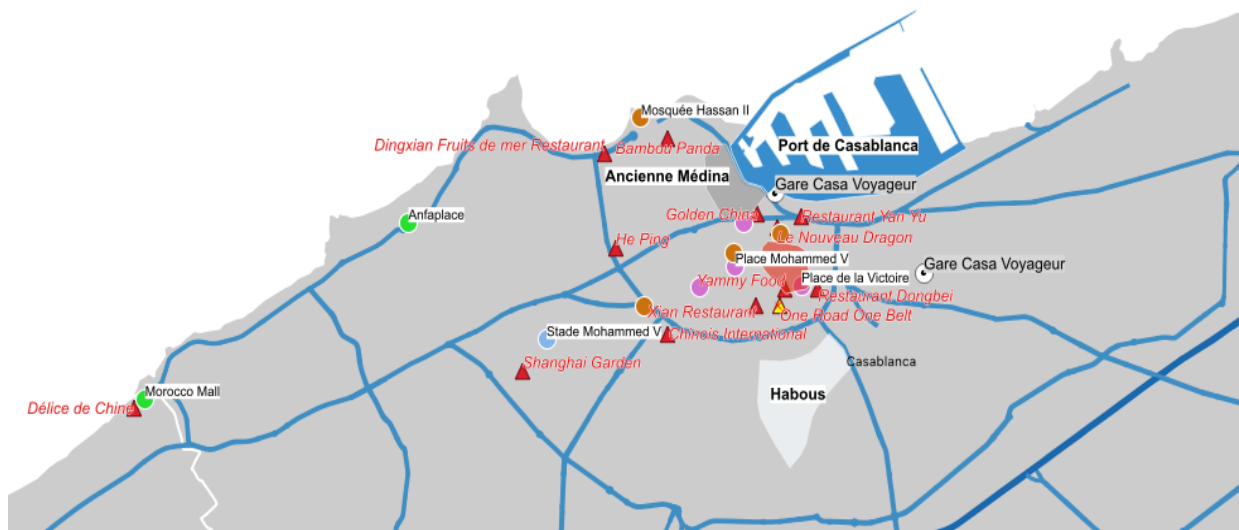 Mosquée Hassan II
Dingxian Fruits de mer Restaurant
Bambou Panda
Port de Casablanca
Ancienne Médina
Gare Casa Voyageur
Anfaplace
Golden China
Restaurant Yan Yu
He Ping
Le Nouveau Dragon
Place Mohammed V
Gare Casa Voyageur
Yammy Food
Place de la Victoire
Restaurant Dongbei
Xian Restaurant
One Road One Belt
Stade Mohammed V
Chinois International
Shanghai Garden
Casablanca
Morocco Mall
Habous
Délice de Chine